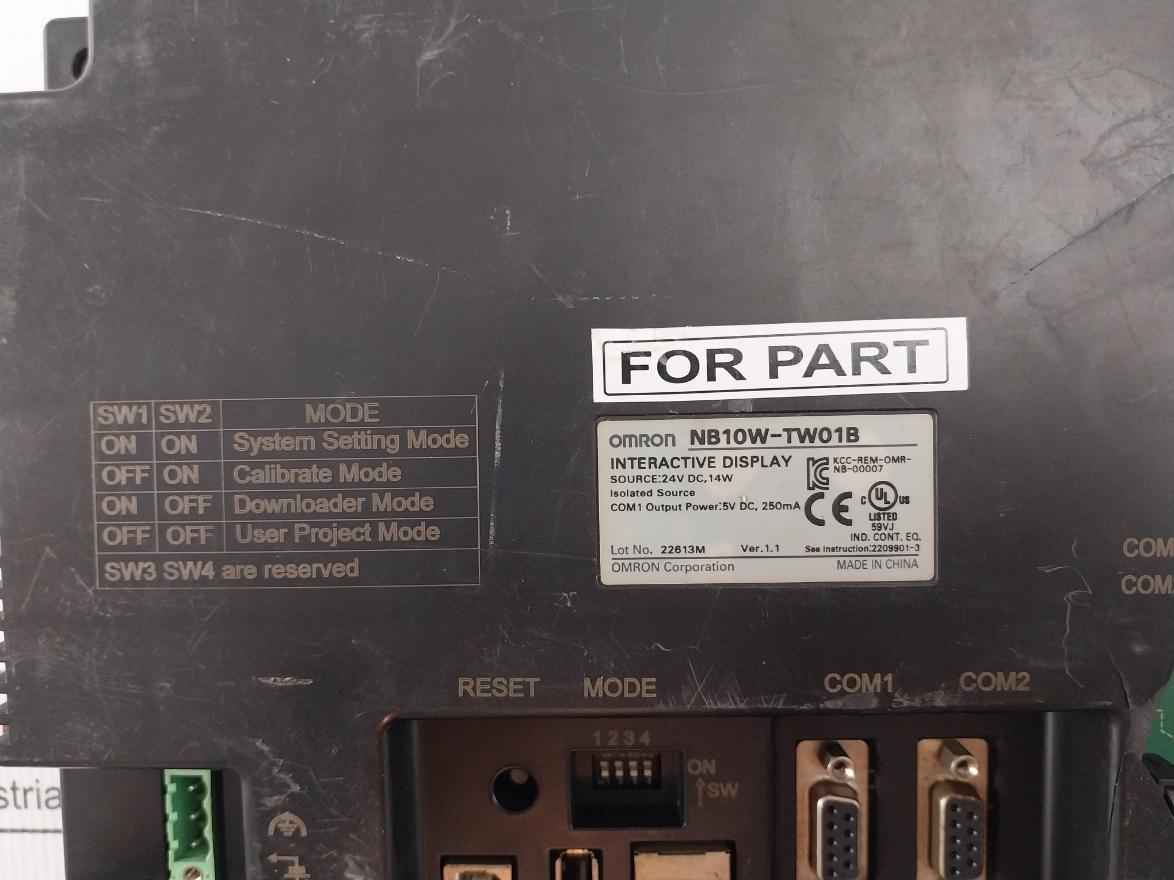 FOR PART
SW1 SW2 MODE
ON ON System Setting Mode
OFF ON Calibrate Mode
ON OFF Downloader Mode
OFF OFF User Project Mode
SW3 SW4 are reserved
OMRON NB10W-TW01B
INTERACTIVE DISPLAY
SOURCE:24V DC,14W
Isolated Source
COM1 Output Power:5V DC, 250mA
KCC-REM-OMR-
NB-00007
CE
C UL US
LISTED
59VJ
IND. CONT. EQ.
Lot No. 22613M Ver.1.1 See Instruction:2209901-3
OMRON Corporation MADE IN CHINA
COM
COM
RESET MODE COM1 COM2
1 2 3 4
ON
SW
stria